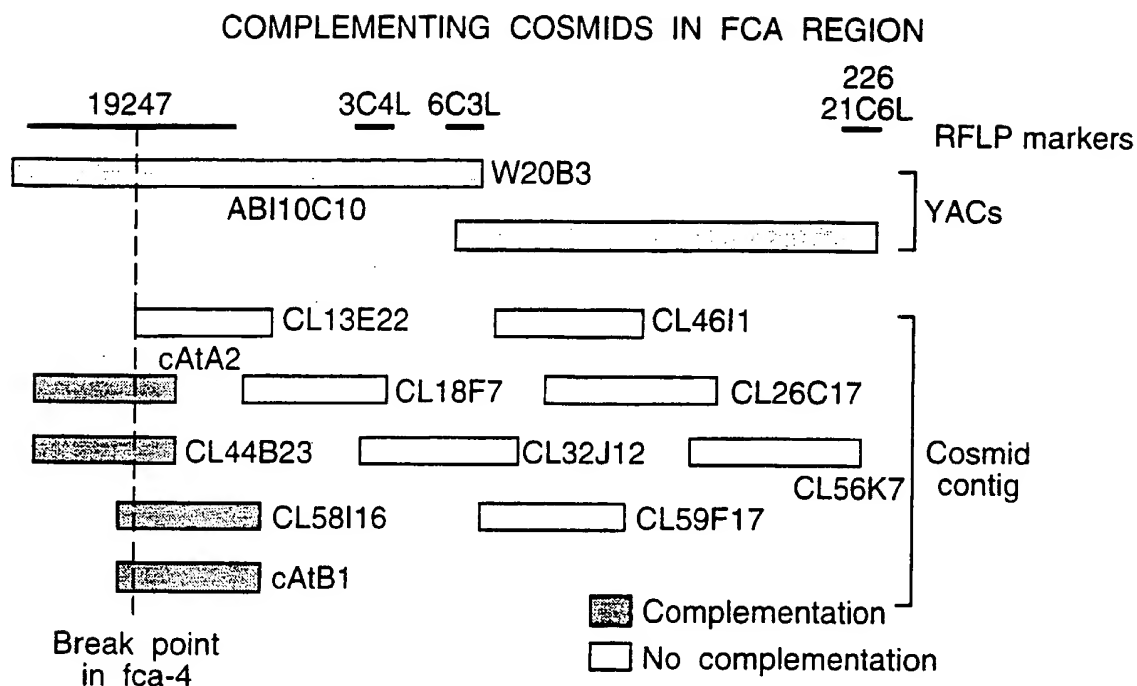 COMPLEMENTING COSMIDS IN FCA REGION
19247
3C4L
6C3L
226
21C6L
RFLP markers
W20B3
ABI10C10
YACs
CL13E22
CL46I1
cAtA2
CL18F7
CL26C17
CL44B23
CL32J12
CL56K7
Cosmid
contig
CL58I16
CL59F17
cAtB1
Complementation
No complementation
Break point
in fca-4